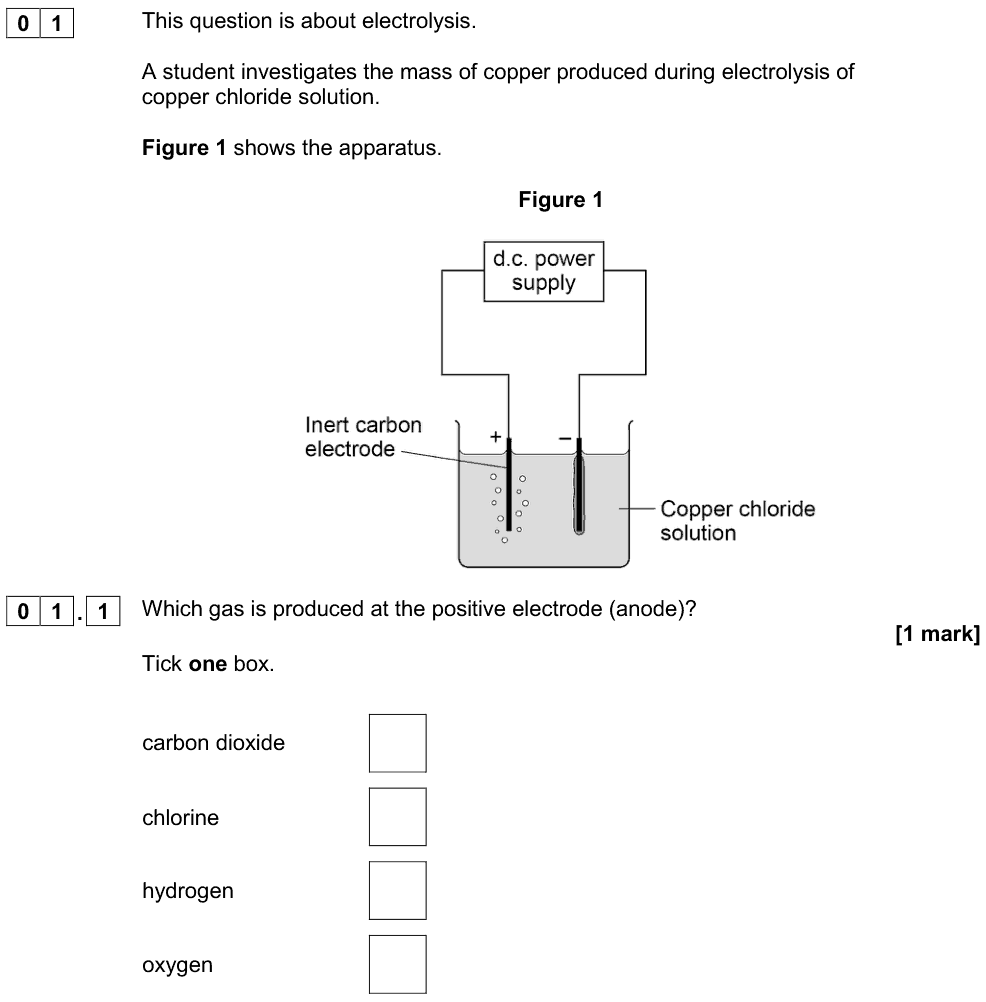 0 1 This question is about electrolysis.
A student investigates the mass of copper produced during electrolysis of
copper chloride solution.
Figure 1 shows the apparatus.
Figure 1
d.c. power
supply
Inert carbon
electrode
+ –
Copper chloride
solution
0 1 . 1 Which gas is produced at the positive electrode (anode)?
[1 mark]
Tick one box.
carbon dioxide
chlorine
hydrogen
oxygen